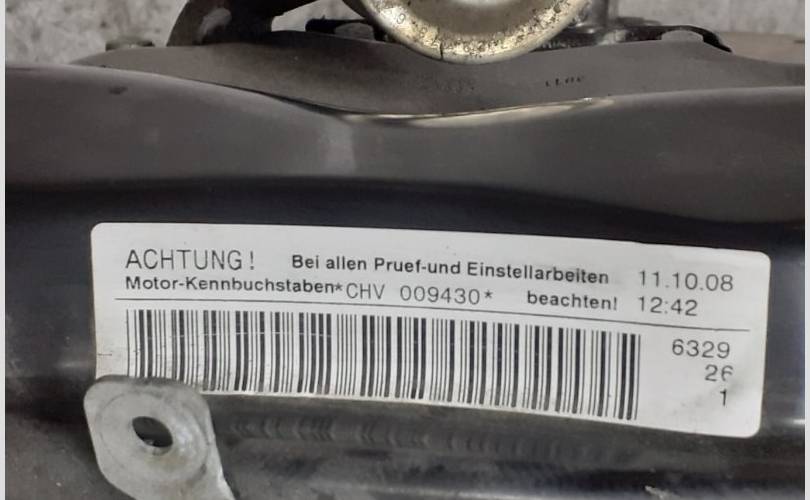 ACHTUNG! Bei allen Pruef-und Einstellarbeiten 11.10.08
Motor-Kennbuchstaben*CHV 009430* beachten! 12:42
6329
26
1